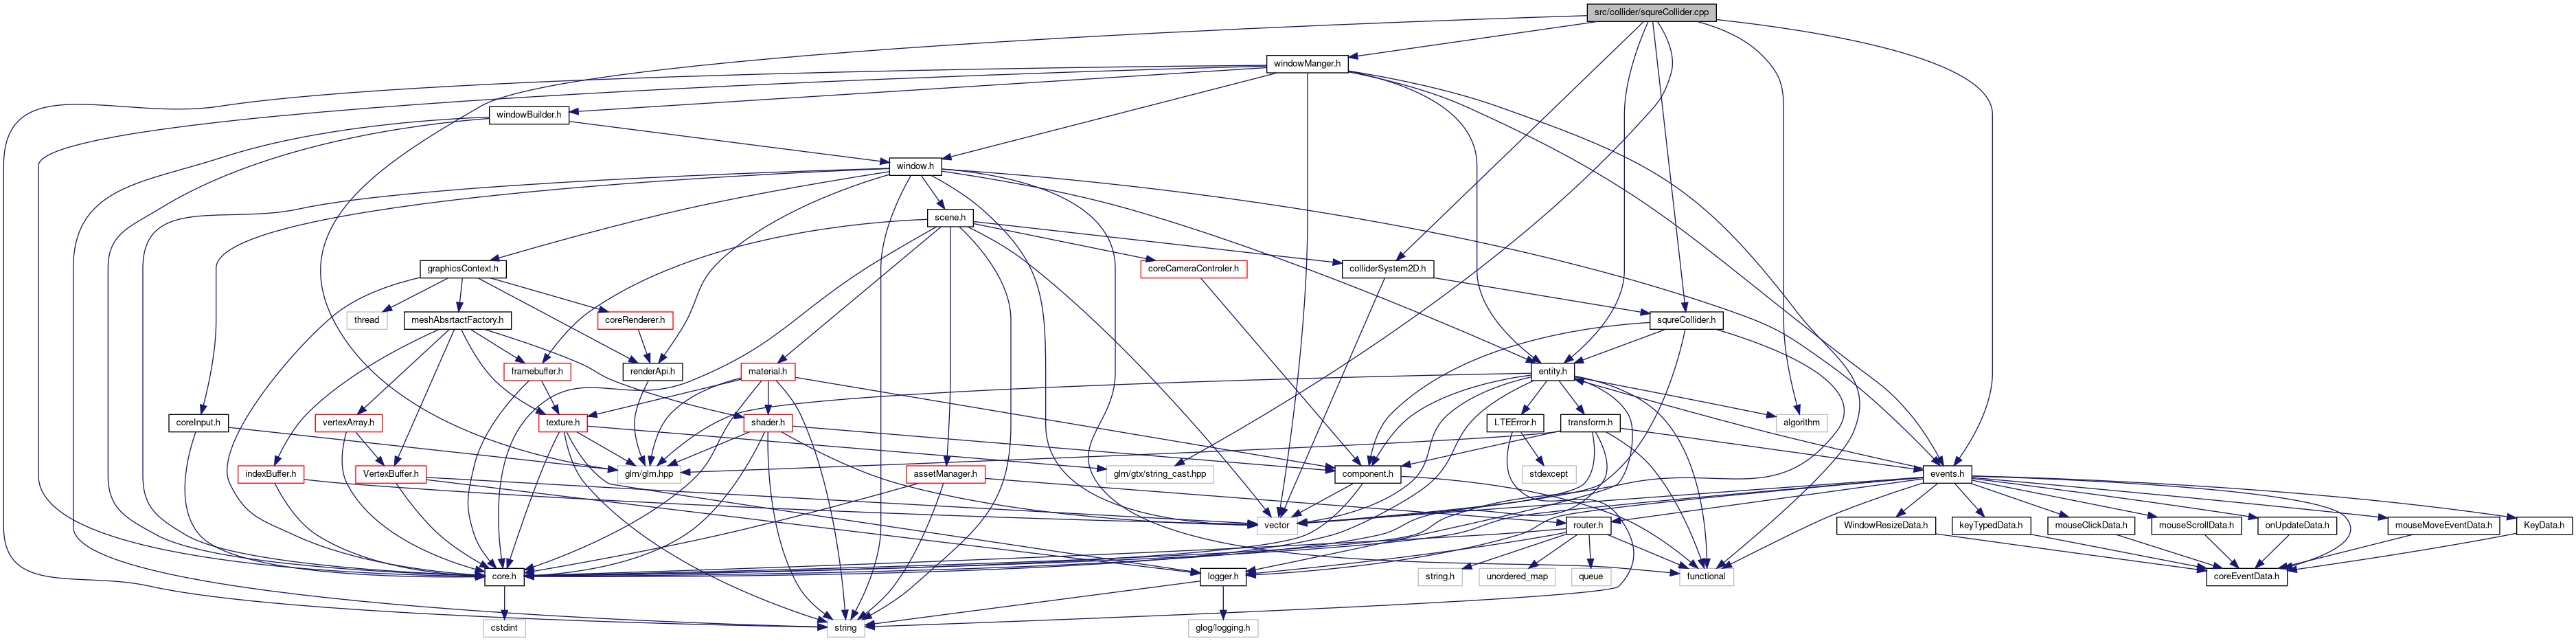 src/collider/squreCollider.cpp
windowManger.h
windowBuilder.h
window.h
scene.h
graphicsContext.h
coreCameraControler.h
colliderSystem2D.h
thread
meshAbsrtactFactory.h
coreRenderer.h
squreCollider.h
framebuffer.h
renderApi.h
material.h
entity.h
coreInput.h
vertexArray.h
texture.h
shader.h
LTEError.h
transform.h
algorithm
indexBuffer.h
VertexBuffer.h
glm/glm.hpp
glm/gtx/string_cast.hpp
assetManager.h
component.h
stdexcept
events.h
vector
router.h
WindowResizeData.h
keyTypedData.h
mouseClickData.h
mouseScrollData.h
onUpdateData.h
mouseMoveEventData.h
KeyData.h
core.h
logger.h
string.h
unordered_map
queue
functional
coreEventData.h
cstdint
string
glog/logging.h